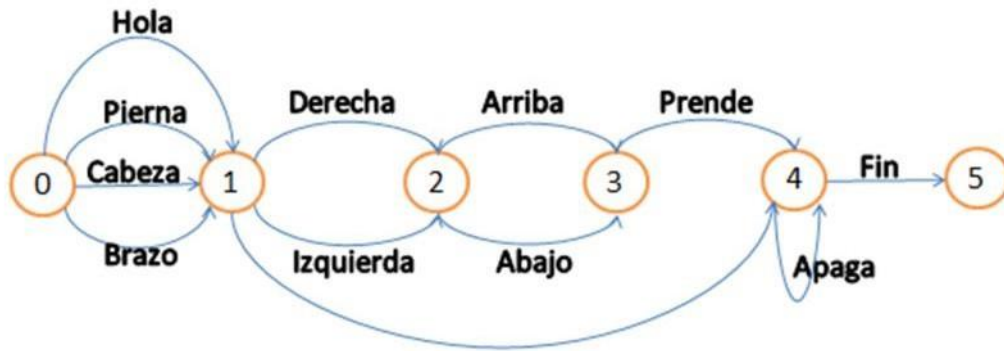 Hola
Pierna
Cabeza
Brazo
0
1
Derecha
Izquierda
2
Arriba
Abajo
3
Prende
4
Apaga
Fin
5